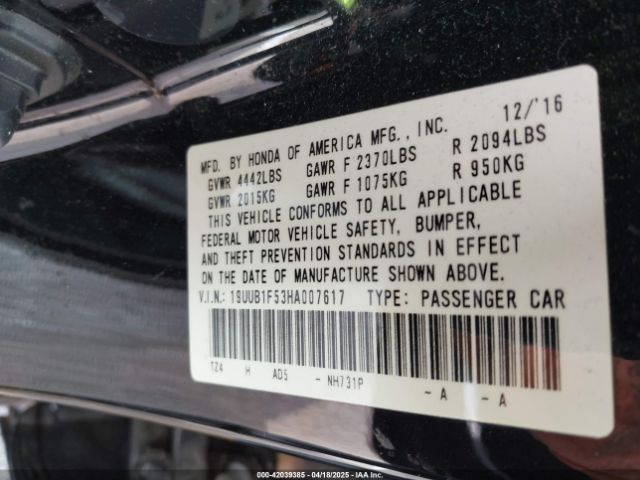 MFD. BY HONDA OF AMERICA MFG., INC. 12/'16
GVWR 4442LBS GAWR F 2370LBS R 2094LBS
GVWR 2015KG GAWR F 1075KG R 950KG
THIS VEHICLE CONFORMS TO ALL APPLICABLE
FEDERAL MOTOR VEHICLE SAFETY, BUMPER,
AND THEFT PREVENTION STANDARDS IN EFFECT
ON THE DATE OF MANUFACTURE SHOWN ABOVE.
V.I.N.: 19UUB1F53HA007617 TYPE: PASSENGER CAR
TZ4 H AD5 - NH731P - A - A
000-42039385 - 04/18/2025 - IAA Inc.